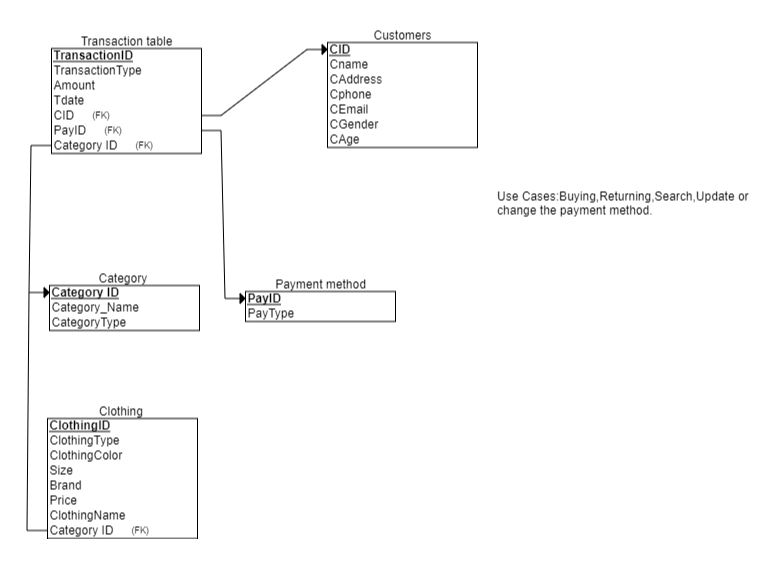 Transaction table
TransactionID
TransactionType
Amount
Tdate
CID (FK)
PayID (FK)
Category ID (FK)
Customers
CID
Cname
CAddress
Cphone
CEmail
CGender
CAge
Use Cases:Buying,Returning,Search,Update or
change the payment method.
Category
Category ID
Category_Name
CategoryType
Payment method
PayID
PayType
Clothing
ClothingID
ClothingType
ClothingColor
Size
Brand
Price
ClothingName
Category ID (FK)